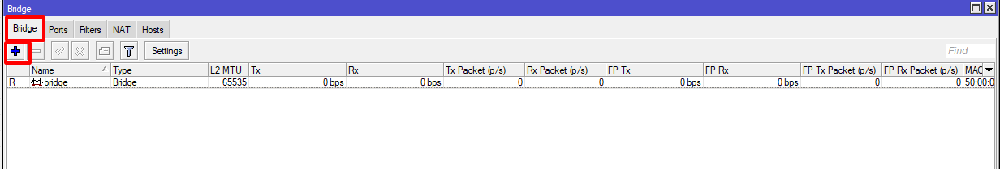 Bridge
Bridge Ports Filters NAT Hosts
Settings Find
Name Type L2 MTU Tx Rx Tx Packet (p/s) Rx Packet (p/s) FP Tx FP Rx FP Tx Packet (p/s) FP Rx Packet (p/s) MAC
R bridge Bridge 65535 0 bps 0 bps 0 0 0 bps 0 bps 0 0 50:00:0